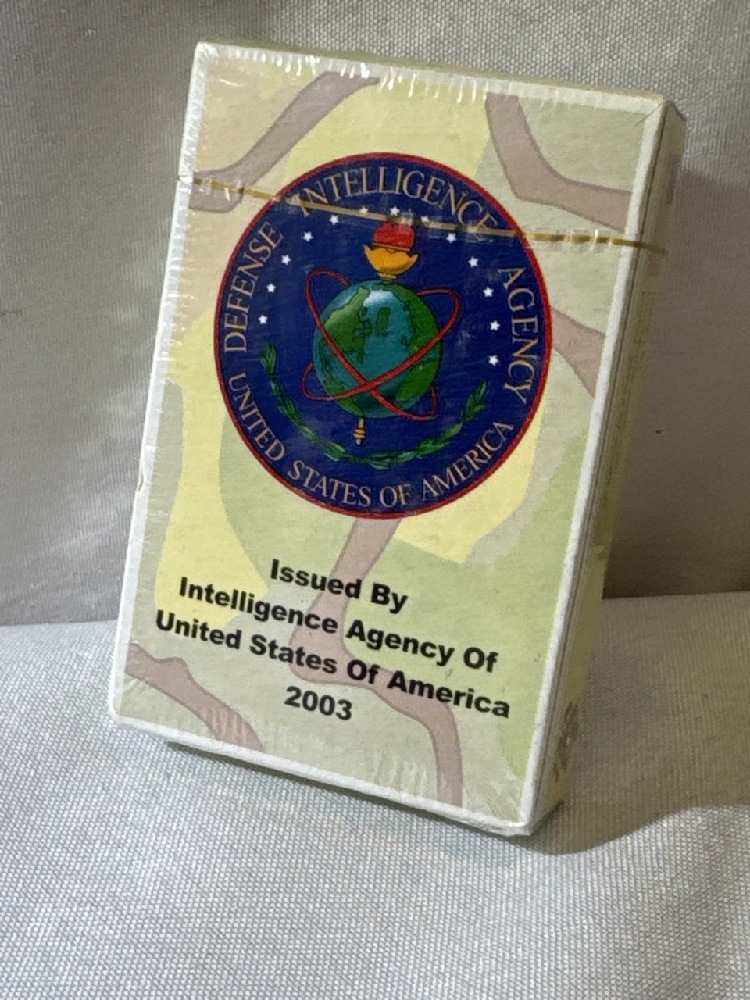 DEFENSE INTELLIGENCE AGENCY
UNITED STATES OF AMERICA
Issued By
Intelligence Agency Of
United States Of America
2003